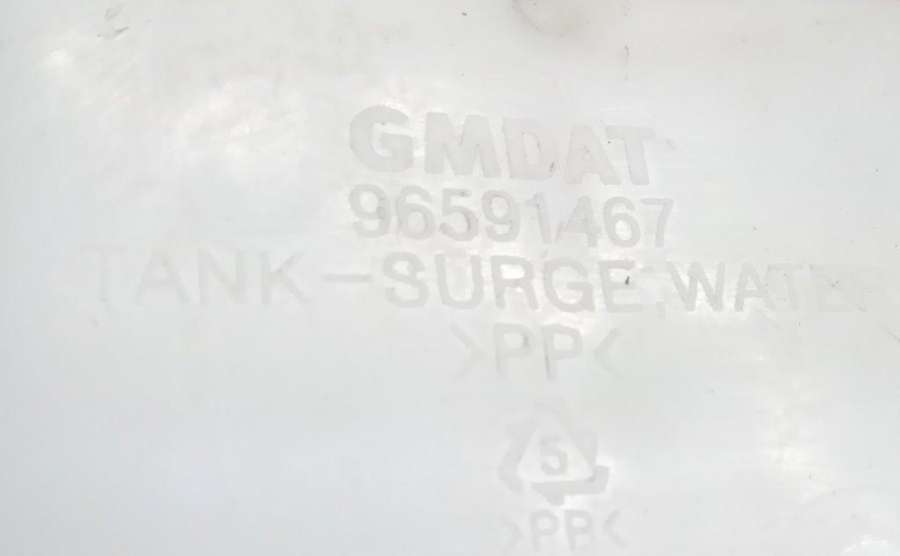 GMDAT
96591467
TANK-SURGE,WATER
>PP<
5
>PP<